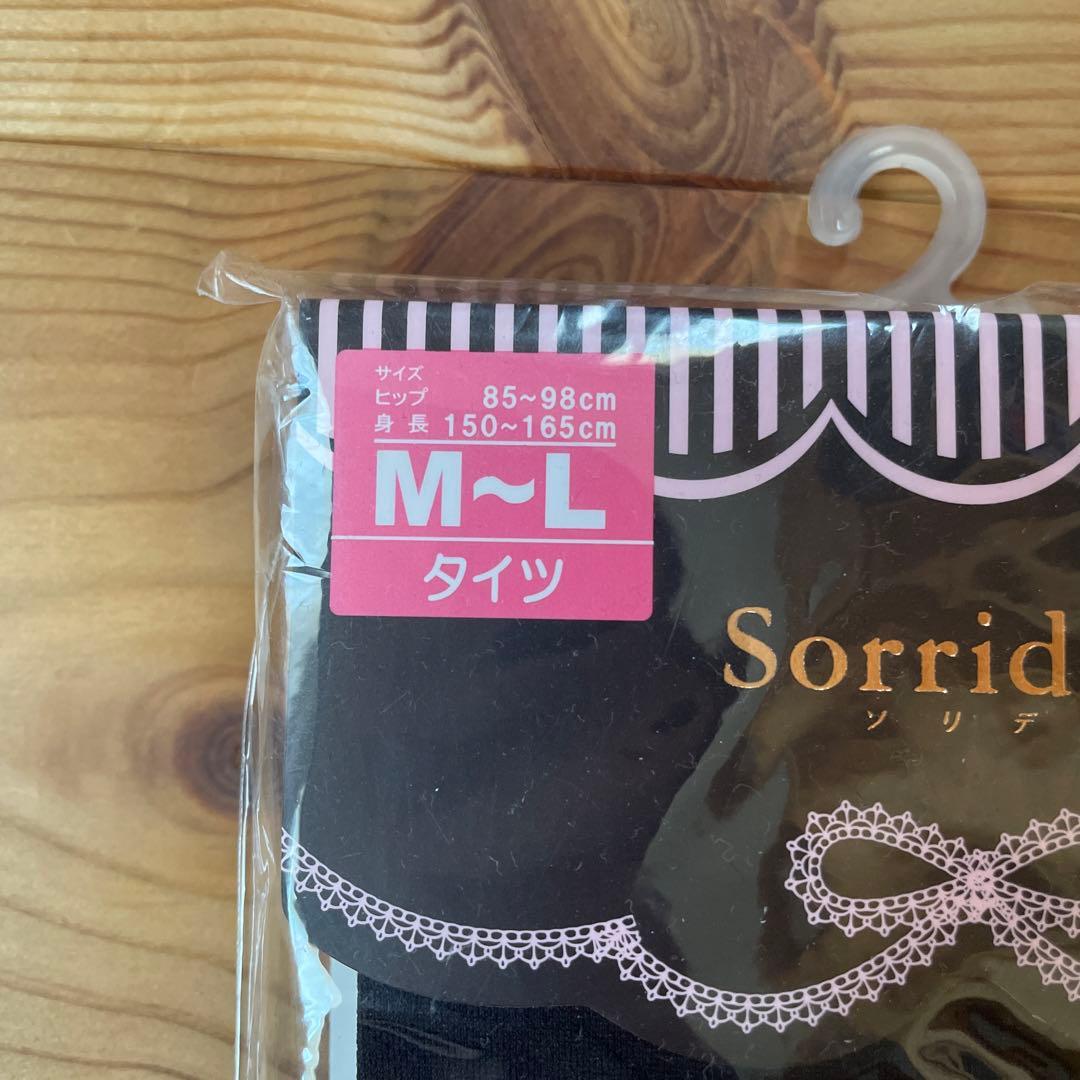 サイズ
ヒップ 85~98cm
身長 150~165cm
M~L
タイツ
Sorrid
ソリデ